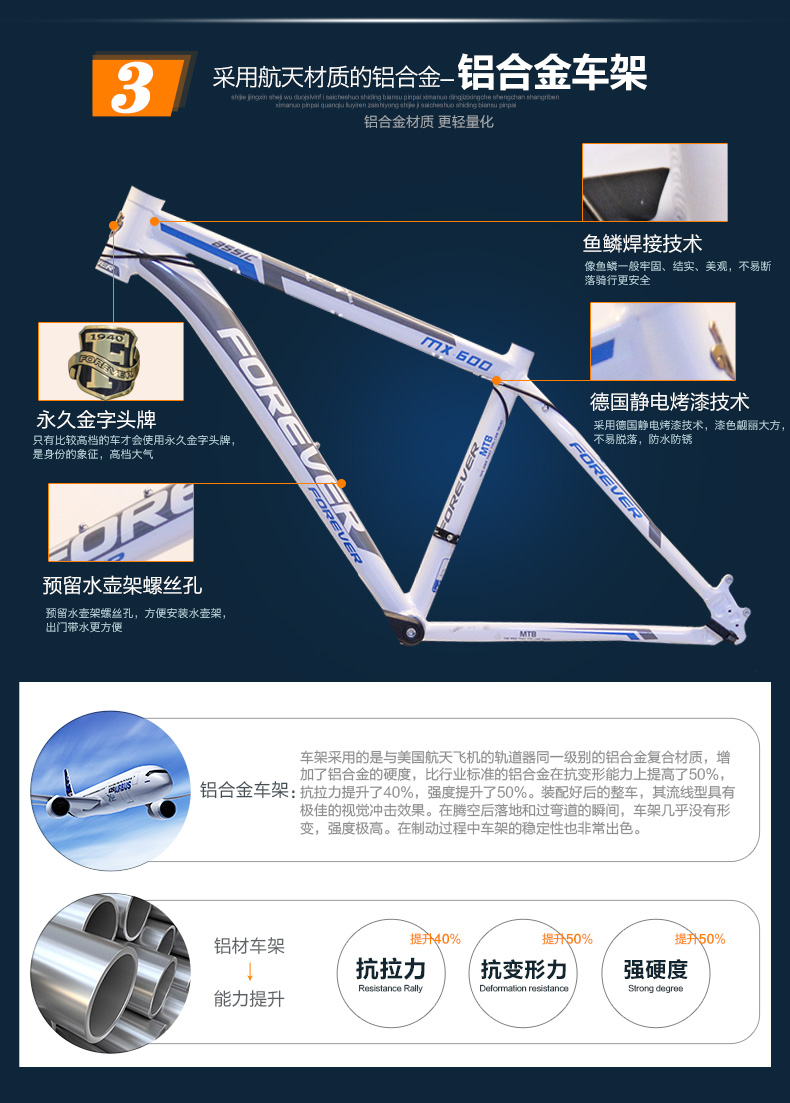 3
采用航天材质的铝合金-铝合金车架
铝合金材质 更轻量化
鱼鳞焊接技术
像鱼鳞一般牢固、结实、美观，不易断
落骑行更安全
assic
MX 600
1940
F
FOREVER
永久金字头牌
只有比较高档的车才会使用永久金字头牌，
是身份的象征，高档大气
德国静电烤漆技术
采用德国静电烤漆技术，漆色靓丽大方，
不易脱落，防水防锈
FOREVER
FOREVER
FOREVER
MTB
FOREVER
预留水壶架螺丝孔
预留水壶架螺丝孔，方便安装水壶架，
出门带水更方便
MTB
铝合金车架：
车架采用的是与美国航天飞机的轨道器同一级别的铝合金复合材质，增
加了铝合金的硬度，比行业标准的铝合金在抗变形能力上提高了50%，
抗拉力提升了40%，强度提升了50%。装配好后的整车，其流线型具有
极佳的视觉冲击效果。在腾空后落地和过弯道的瞬间，车架几乎没有形
变，强度极高。在制动过程中车架的稳定性也非常出色。
AIRBUS
铝材车架
能力提升
提升40%
抗拉力
Resistance Rally
提升50%
抗变形力
Deformation resistance
提升50%
强硬度
Strong degree